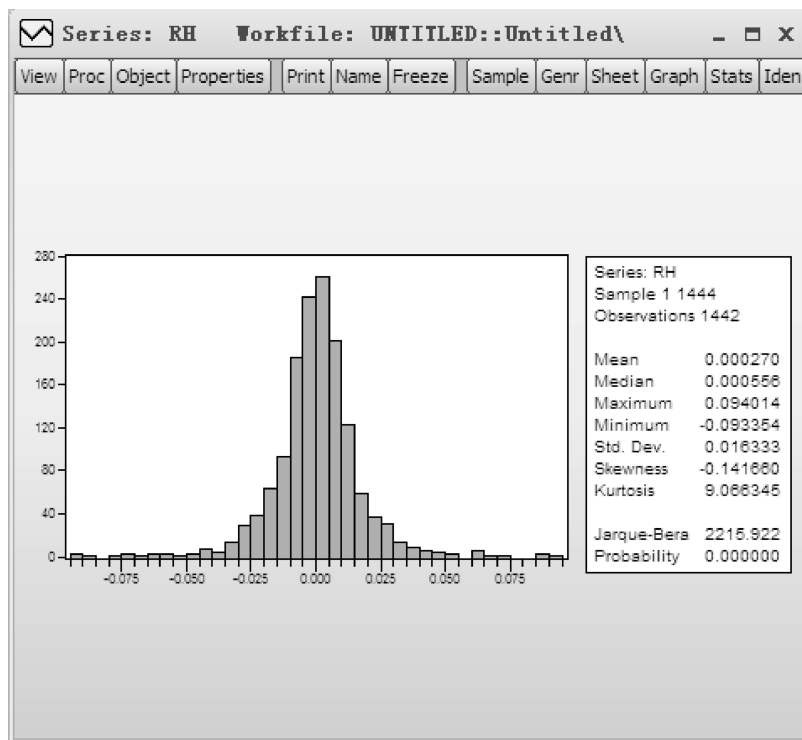 Series: RH Workfile: UNTITLED::Untitled\
View Proc Object Properties Print Name Freeze Sample Genr Sheet Graph Stats Iden
280
240
200
160
120
80
40
0
-0.075 -0.050 -0.025 0.000 0.025 0.050 0.075
Series: RH
Sample 1 1444
Observations 1442
Mean 0.000270
Median 0.000556
Maximum 0.094014
Minimum -0.093354
Std. Dev. 0.016333
Skewness -0.141660
Kurtosis 9.066345
Jarque-Bera 2215.922
Probability 0.000000